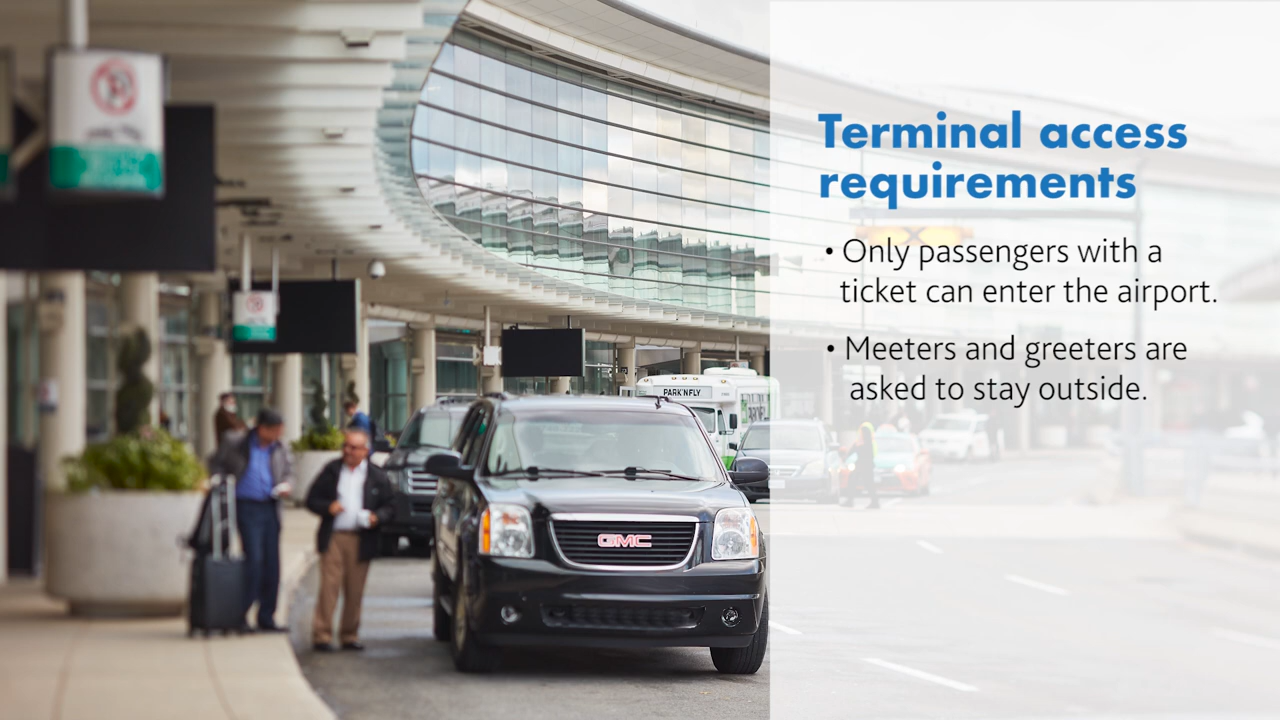 Terminal access
requirements
• Only passengers with a
ticket can enter the airport.
• Meeters and greeters are
asked to stay outside.
PARK'NFLY
GMC